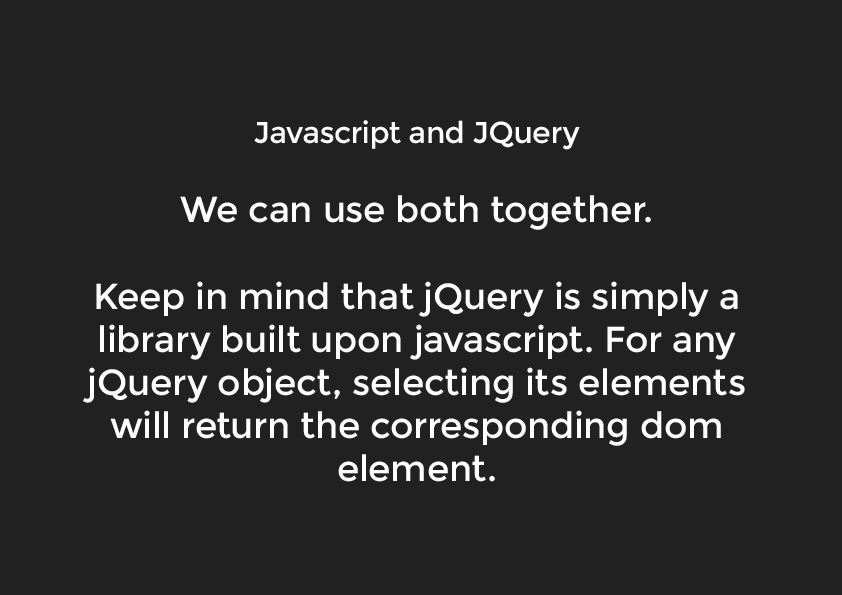 Javascript and JQuery
We can use both together.
Keep in mind that jQuery is simply a
library built upon javascript. For any
jQuery object, selecting its elements
will return the corresponding dom
element.